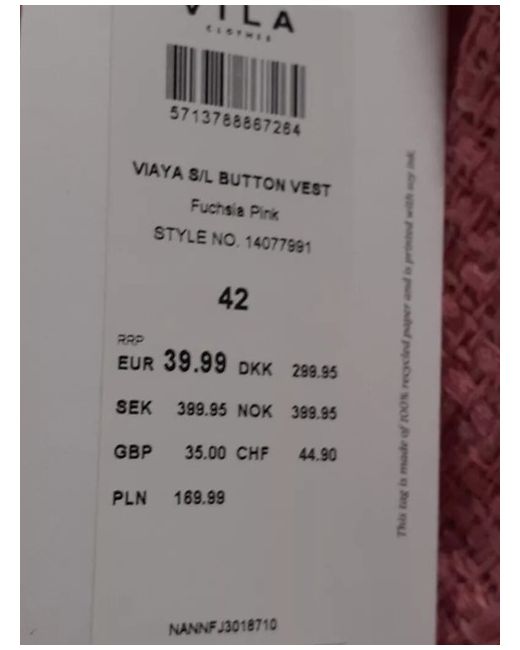 VILA
CLOTHES
5713788867264
VIAYA S/L BUTTON VEST
Fuchsia Pink
STYLE NO. 14077991
42
RRP
EUR 39.99 DKK 299.95
SEK 399.95 NOK 399.95
GBP 35.00 CHF 44.90
PLN 169.99
NANNFJ3018710
This tag is made of 100% recycled paper and is printed with soy ink